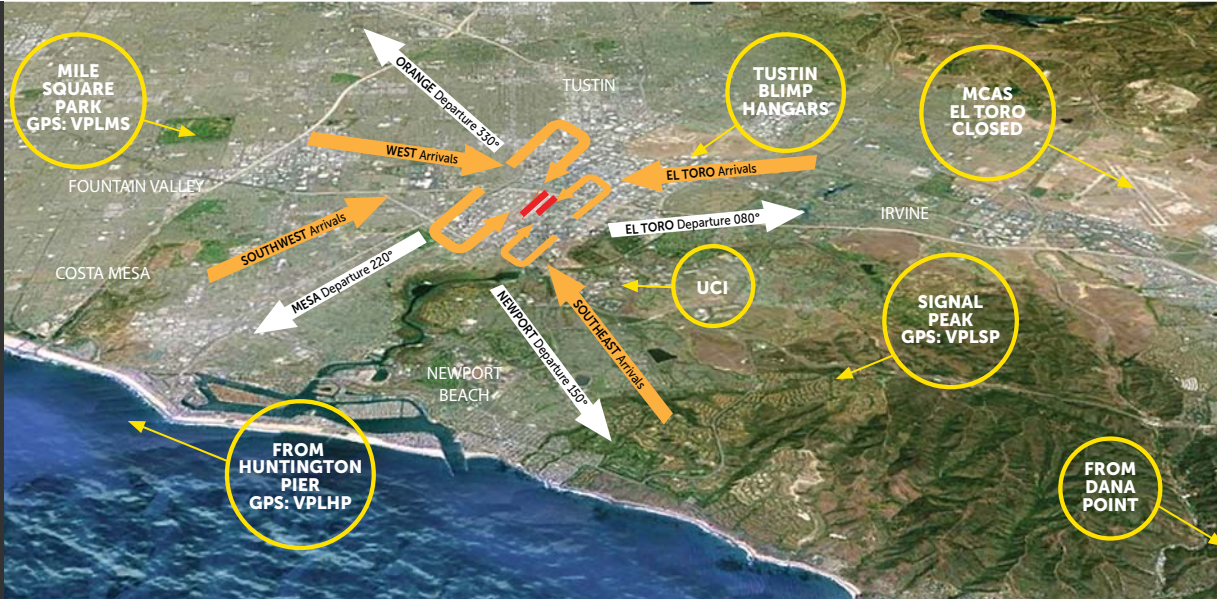 MILE
SQUARE
PARK
GPS: VPLMS
ORANGE Departure 330°
TUSTIN
TUSTIN
BLIMP
HANGARS
MCAS
EL TORO
CLOSED
WEST Arrivals
EL TORO Arrivals
FOUNTAIN VALLEY
SOUTHWEST Arrivals
EL TORO Departure 080°
IRVINE
COSTA MESA
MESA Departure 220°
UCI
SIGNAL
PEAK
GPS: VPLSP
NEWPORT Departure 150°
SOUTHEAST Arrivals
NEWPORT
BEACH
FROM
HUNTINGTON
PIER
GPS: VPLHP
FROM
DANA
POINT